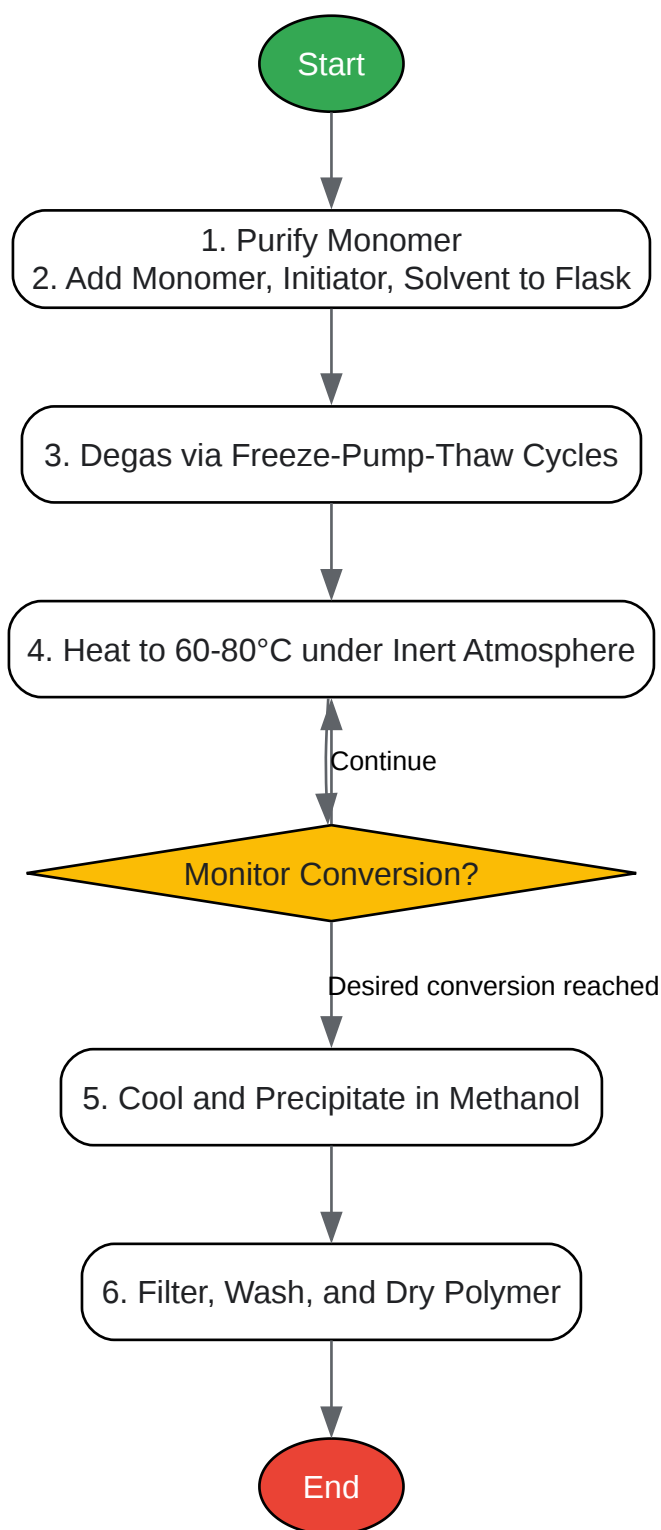 Start
1. Purify Monomer
2. Add Monomer, Initiator, Solvent to Flask
3. Degas via Freeze-Pump-Thaw Cycles
4. Heat to 60-80°C under Inert Atmosphere
Continue
Monitor Conversion?
Desired conversion reached
5. Cool and Precipitate in Methanol
6. Filter, Wash, and Dry Polymer
End